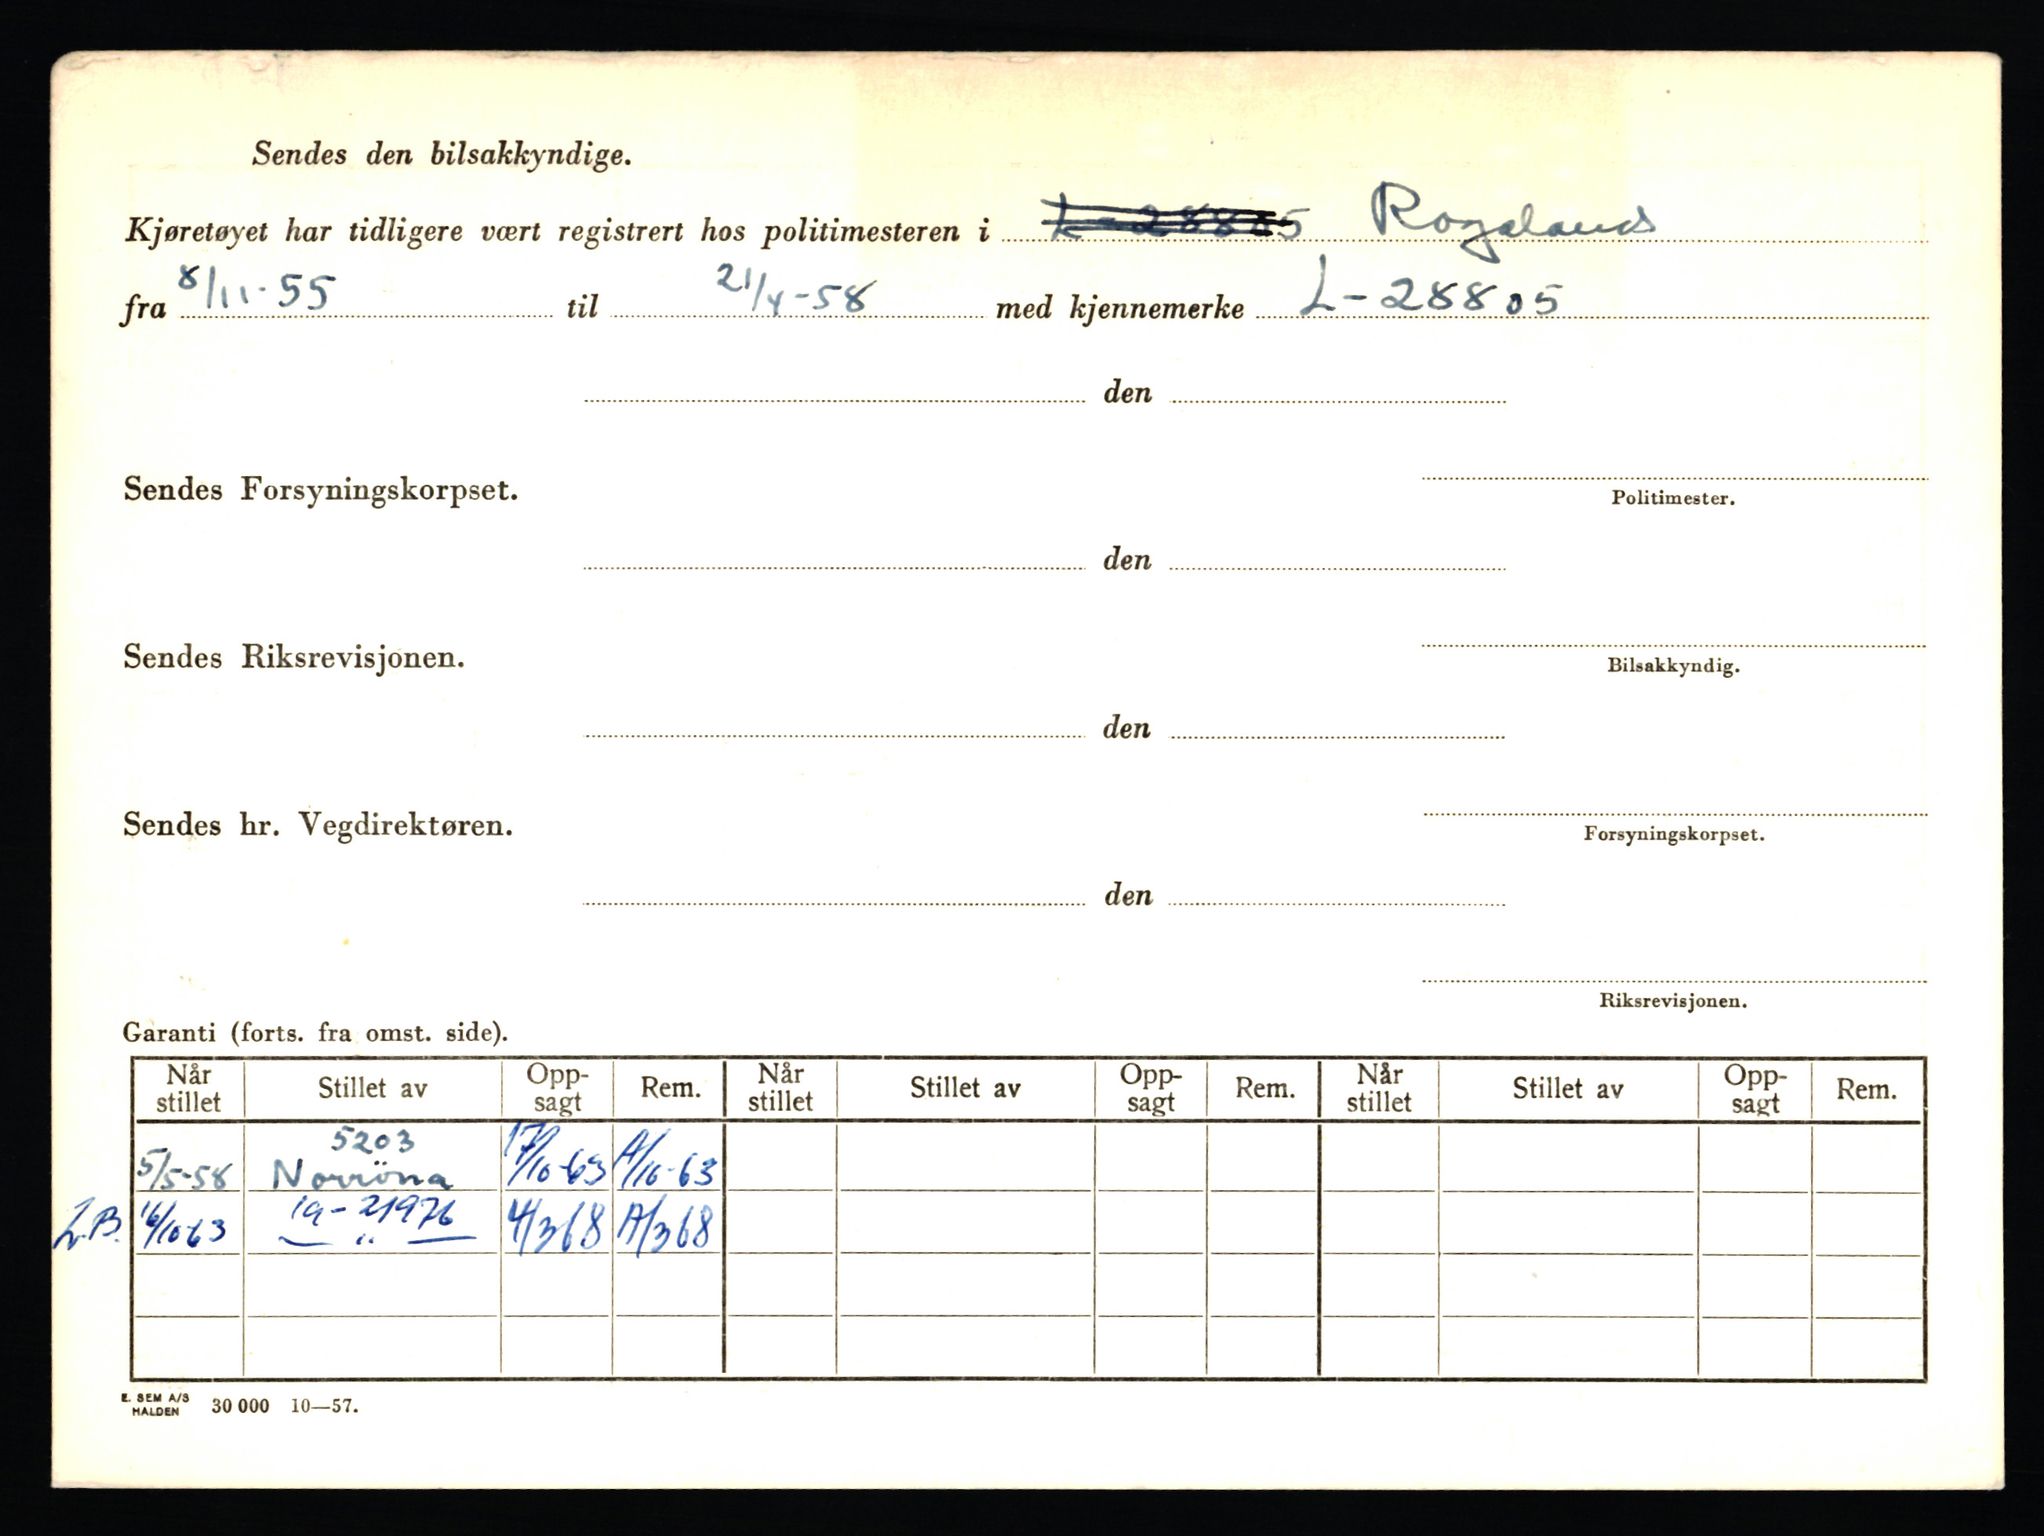 Sendes den bilsakkyndige.
Kjøretøyet har tidligere vært registrert hos politimesteren i L-28805 Rogaland
fra 8/11-55 til 21/4-58 med kjennemerke L-28805
den
Sendes Forsyningskorpset.
Politimester.
den
Sendes Riksrevisjonen.
Bilsakkyndig.
den
Sendes hr. Vegdirektøren.
Forsyningskorpset.
den
Riksrevisjonen.
Garanti (forts. fra omst. side).
Når stillet Stillet av Opp-sagt Rem. Når stillet Stillet av Opp-sagt Rem. Når stillet Stillet av Opp-sagt Rem.
5203
5/5-58 Norröna 17/10-63 A/10-63
19-21976
L.B. 16/10-63 — " — 4/3 68 A/3 68
E. SEM A/S
HALDEN 30 000 10—57.